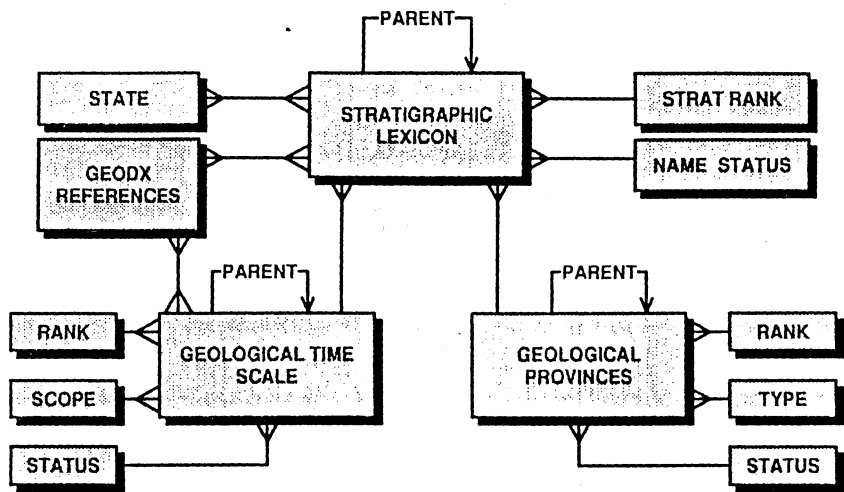 PARENT
STATE
STRATIGRAPHIC
LEXICON
STRAT RANK
GEODX
REFERENCES
NAME STATUS
PARENT
PARENT
RANK
GEOLOGICAL TIME
SCALE
GEOLOGICAL
PROVINCES
RANK
SCOPE
TYPE
STATUS
STATUS